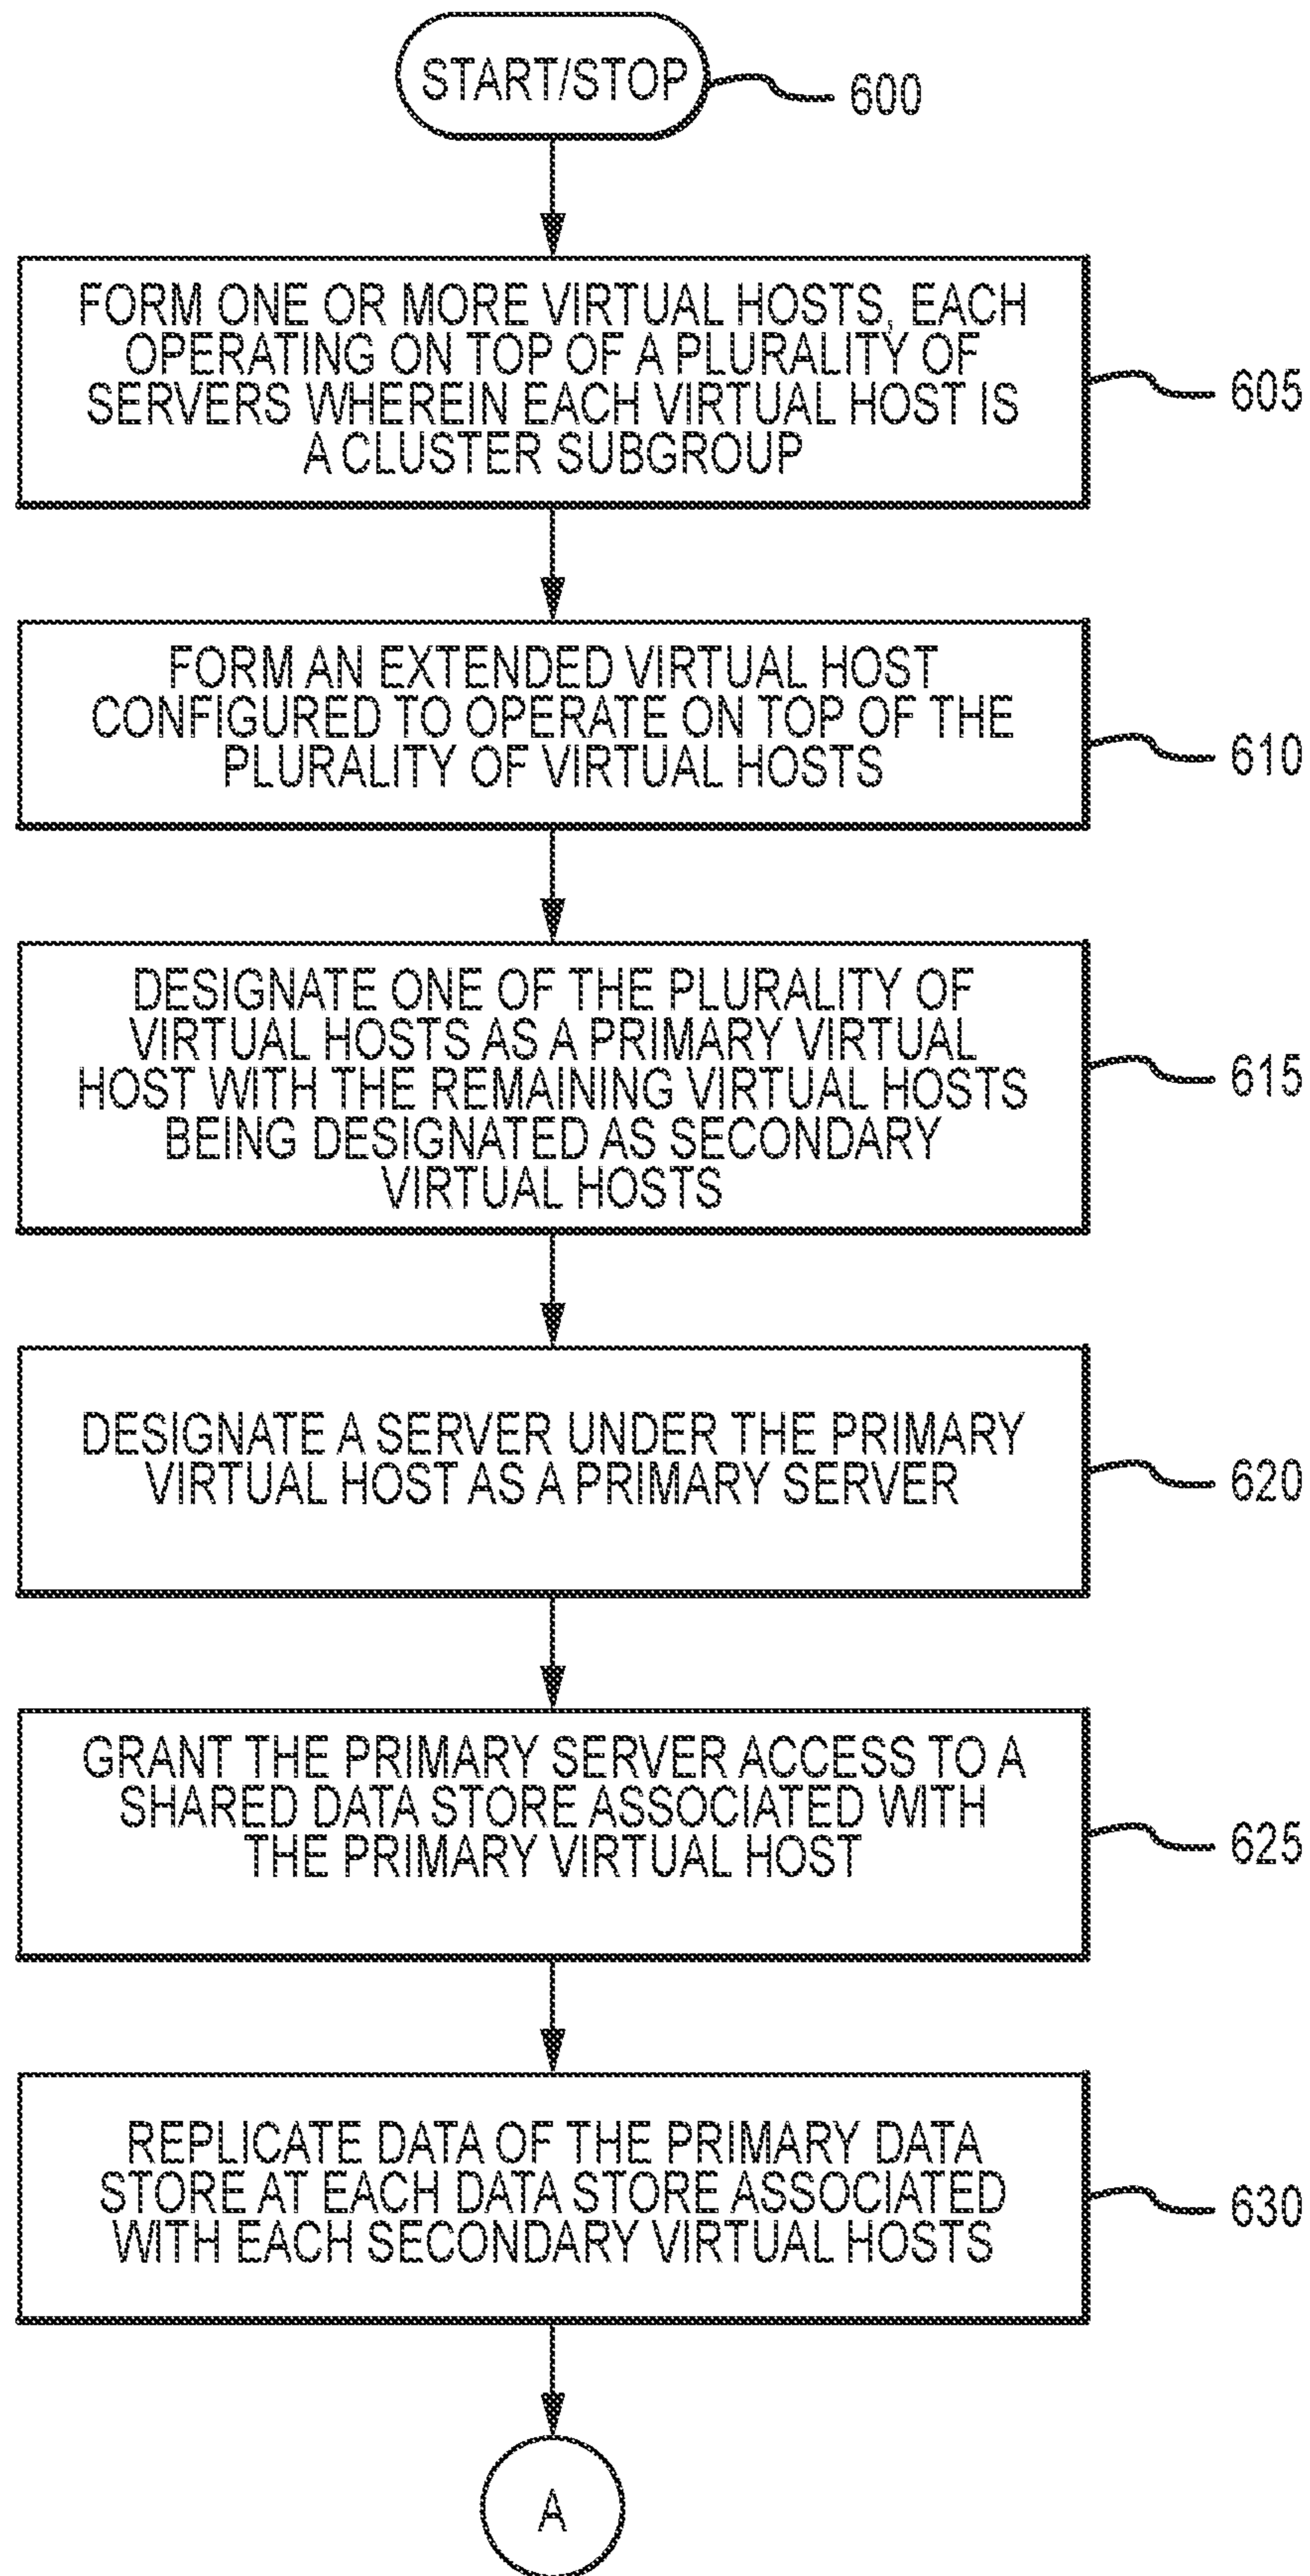 START/STOP
600
FORM ONE OR MORE VIRTUAL HOSTS, EACH
OPERATING ON TOP OF A PLURALITY OF
SERVERS WHEREIN EACH VIRTUAL HOST IS
A CLUSTER SUBGROUP
605
FORM AN EXTENDED VIRTUAL HOST
CONFIGURED TO OPERATE ON TOP OF THE
PLURALITY OF VIRTUAL HOSTS
610
DESIGNATE ONE OF THE PLURALITY OF
VIRTUAL HOSTS AS A PRIMARY VIRTUAL
HOST WITH THE REMAINING VIRTUAL HOSTS
BEING DESIGNATED AS SECONDARY
VIRTUAL HOSTS
615
DESIGNATE A SERVER UNDER THE PRIMARY
VIRTUAL HOST AS A PRIMARY SERVER
620
GRANT THE PRIMARY SERVER ACCESS TO A
SHARED DATA STORE ASSOCIATED WITH
THE PRIMARY VIRTUAL HOST
625
REPLICATE DATA OF THE PRIMARY DATA
STORE AT EACH DATA STORE ASSOCIATED
WITH EACH SECONDARY VIRTUAL HOSTS
630
A